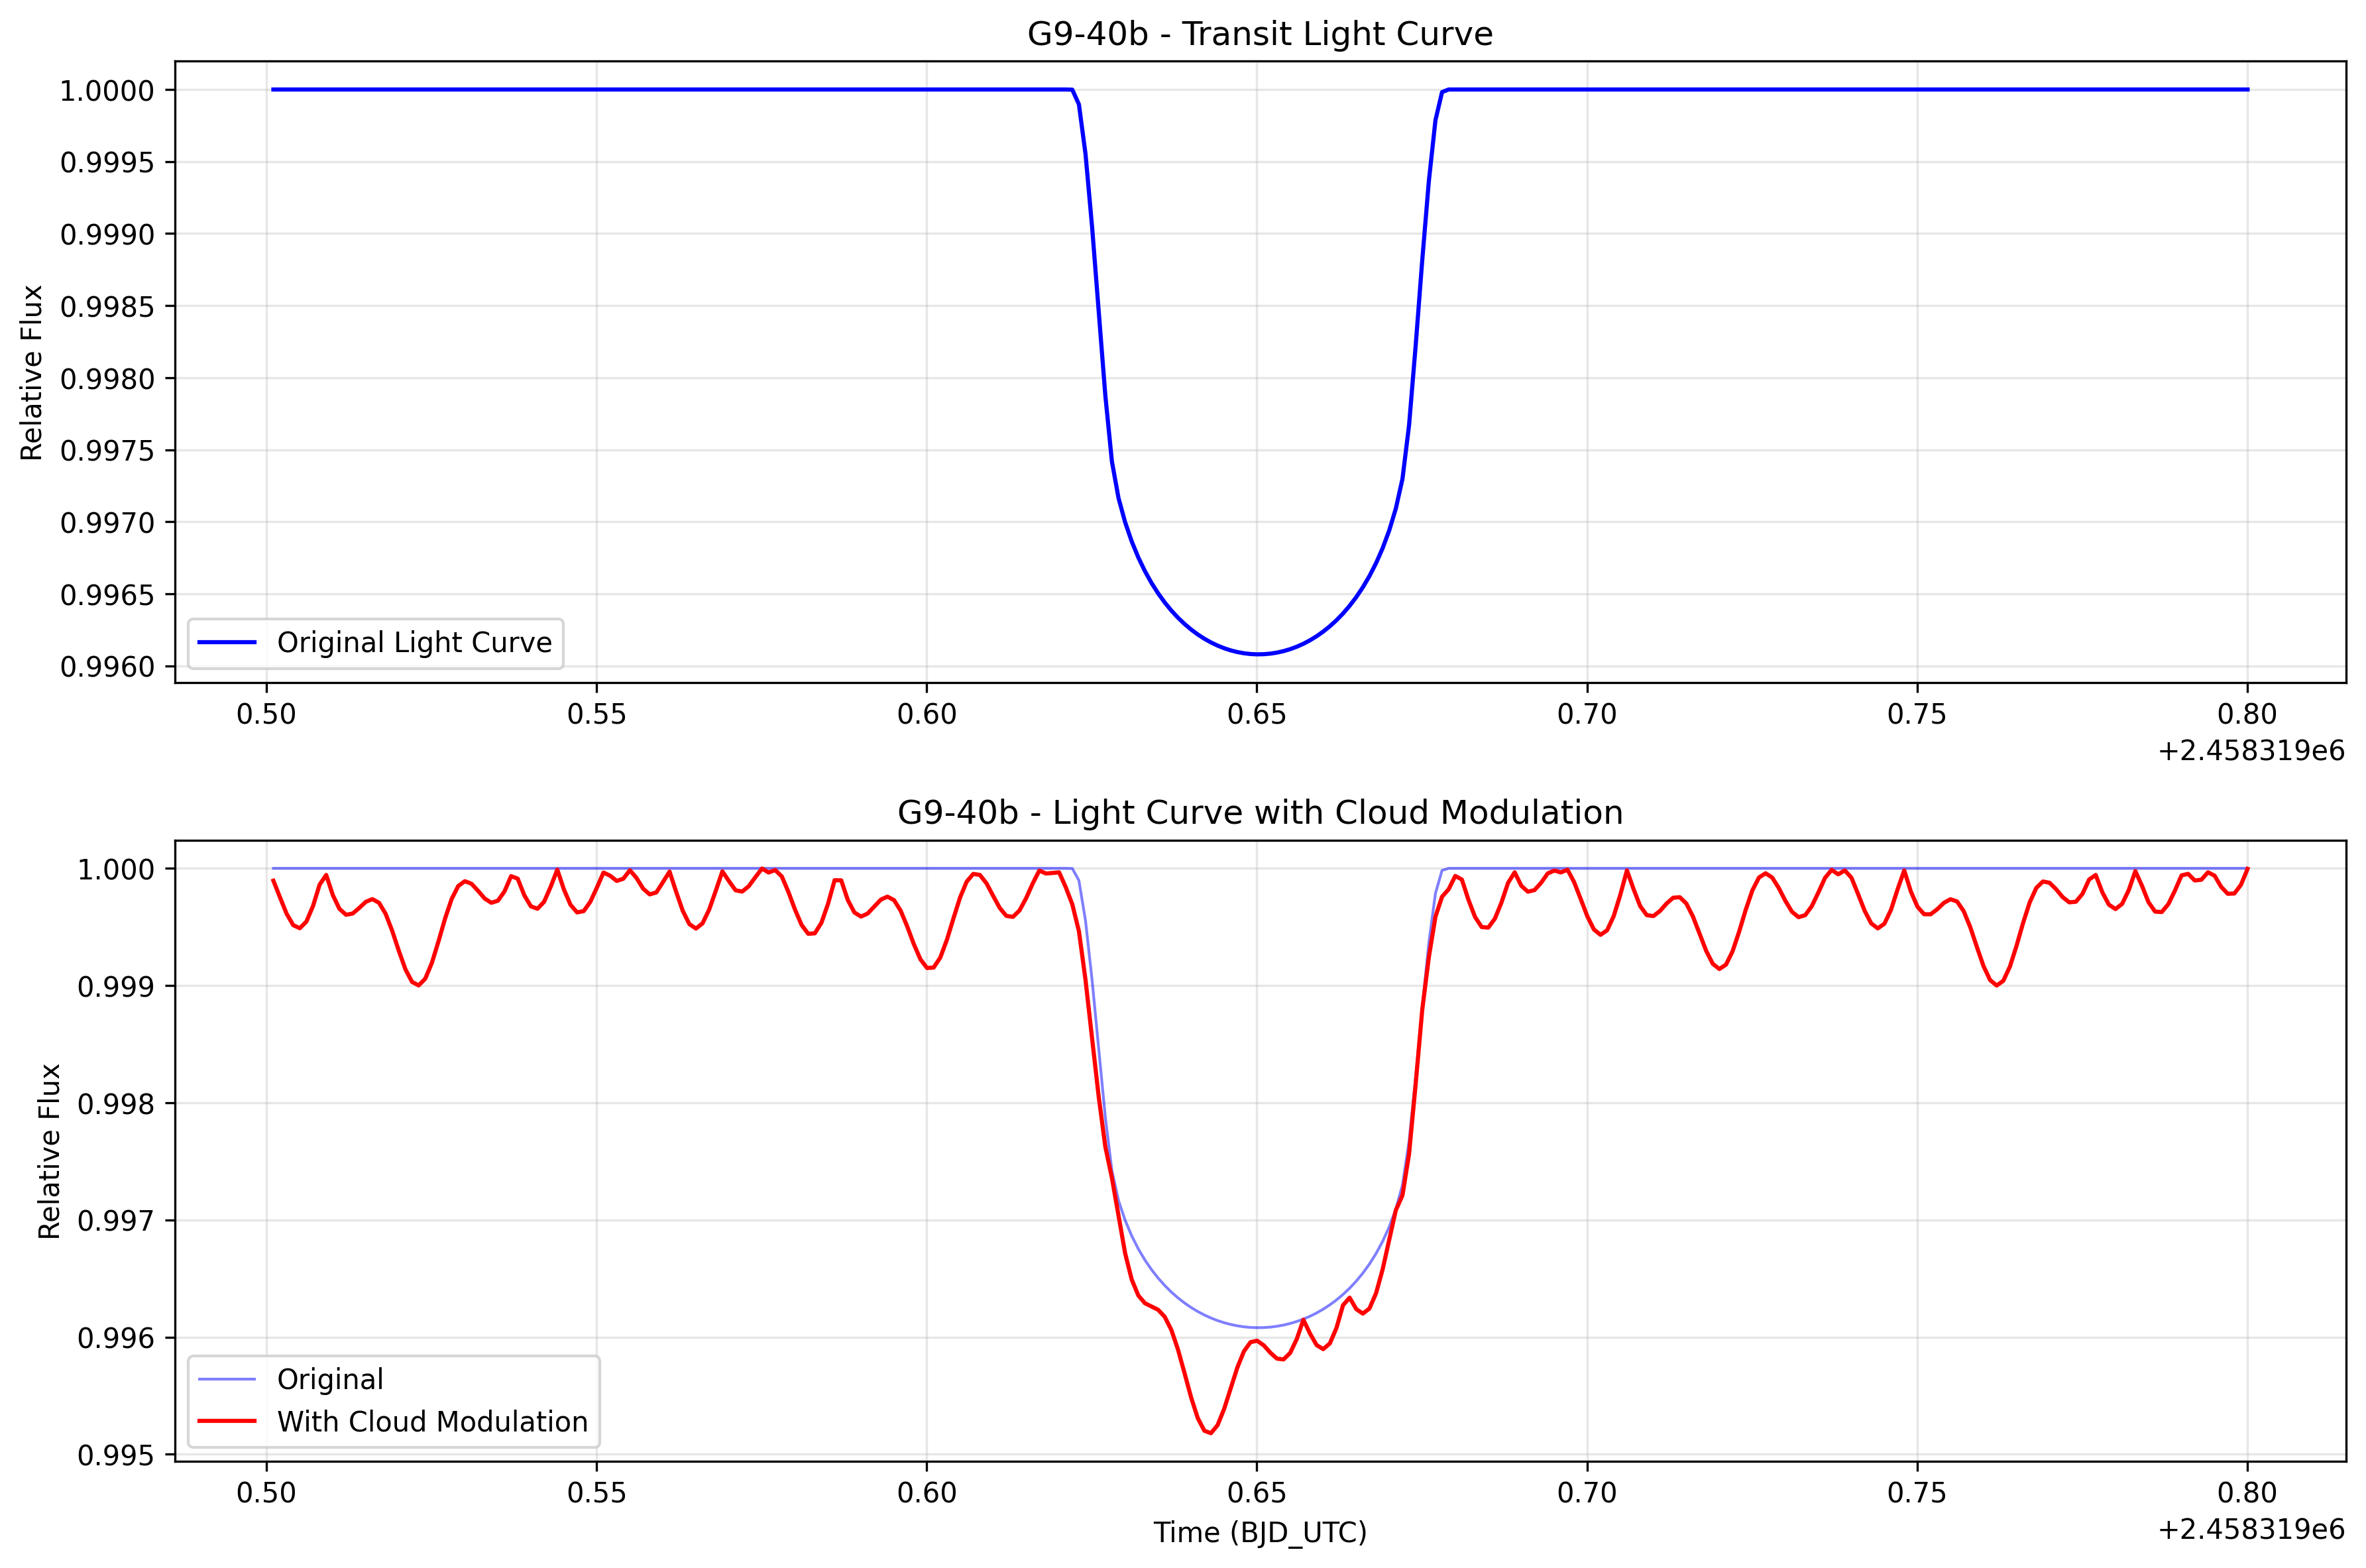 G9-40b - Transit Light Curve
1.0000
0.9995
0.9990
0.9985
0.9980
0.9975
0.9970
0.9965
0.9960
Relative Flux
Original Light Curve
0.50 0.55 0.60 0.65 0.70 0.75 0.80
+2.458319e6
G9-40b - Light Curve with Cloud Modulation
1.000
0.999
0.998
0.997
0.996
0.995
Relative Flux
Original
With Cloud Modulation
0.50 0.55 0.60 0.65 0.70 0.75 0.80
Time (BJD_UTC)
+2.458319e6